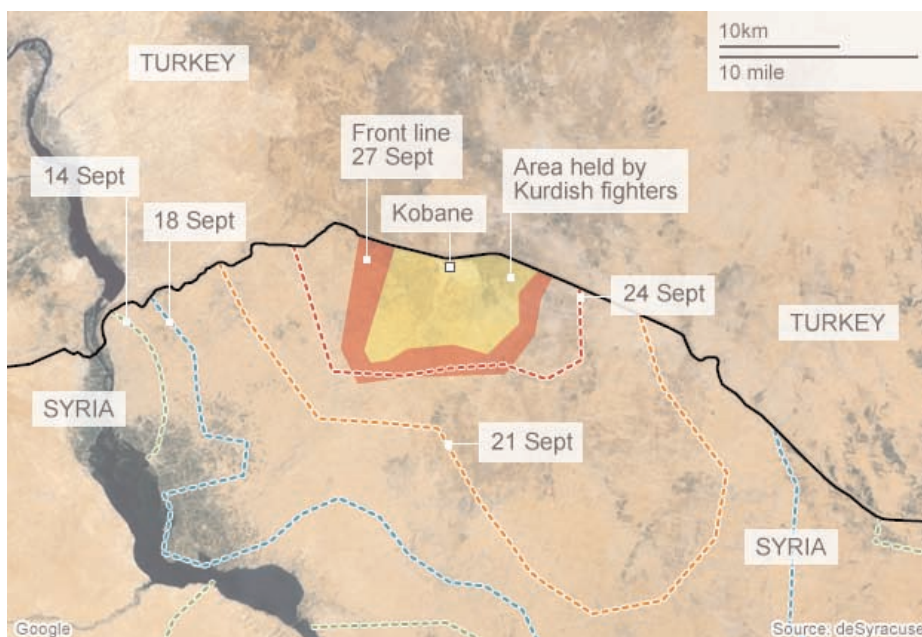 10km
10 mile
TURKEY
Front line
27 Sept
14 Sept
Area held by
Kurdish fighters
18 Sept
Kobane
24 Sept
TURKEY
SYRIA
21 Sept
SYRIA
Google
Source: deSyracuse